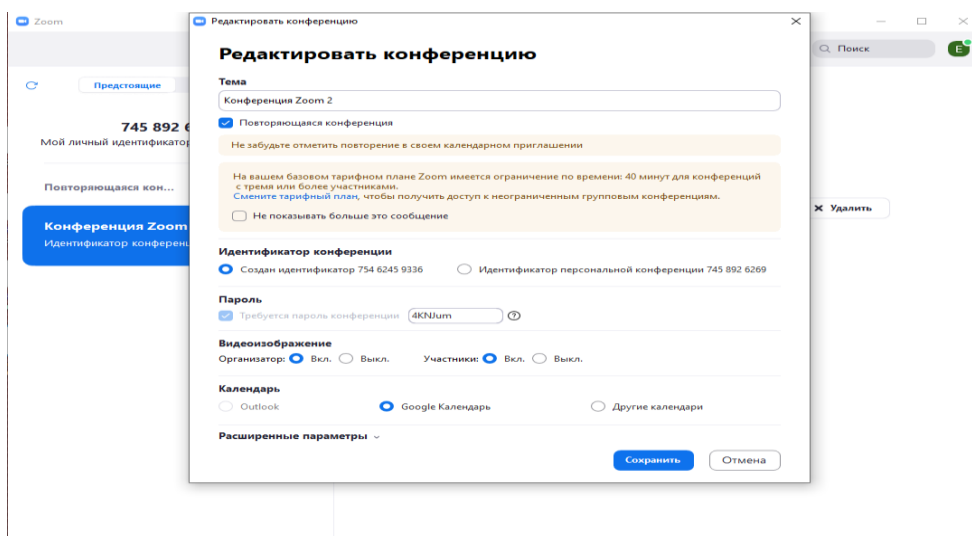 Zoom
Редактировать конференцию
Поиск
E
Редактировать конференцию
Тема
Предстоящие
Конференция Zoom 2
745 892 6
Повторяющаяся конференция
Мой личный идентификатор
Не забудьте отметить повторение в своем календарном приглашении
На вашем базовом тарифном плане Zoom имеется ограничение по времени: 40 минут для конференций
с тремя или более участниками.
Повторяющаяся кон...
Смените тарифный план, чтобы получить доступ к неограниченным групповым конференциям.
Удалить
Не показывать больше это сообщение
Конференция Zoom
Идентификатор конференц
Идентификатор конференции
Создан идентификатор 754 6245 9336
Идентификатор персональной конференции 745 892 6269
Пароль
Требуется пароль конференции 4KNJum
Видеоизображение
Организатор: Вкл. Выкл. Участники: Вкл. Выкл.
Календарь
Outlook Google Календарь Другие календари
Расширенные параметры
Сохранить Отмена